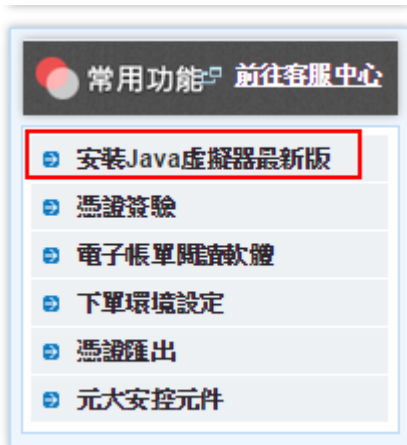 常用功能 前往客服中心
安裝Java虛擬器最新版
憑證簽驗
電子帳單閱讀軟體
下單環境設定
憑證匯出
元大安控元件